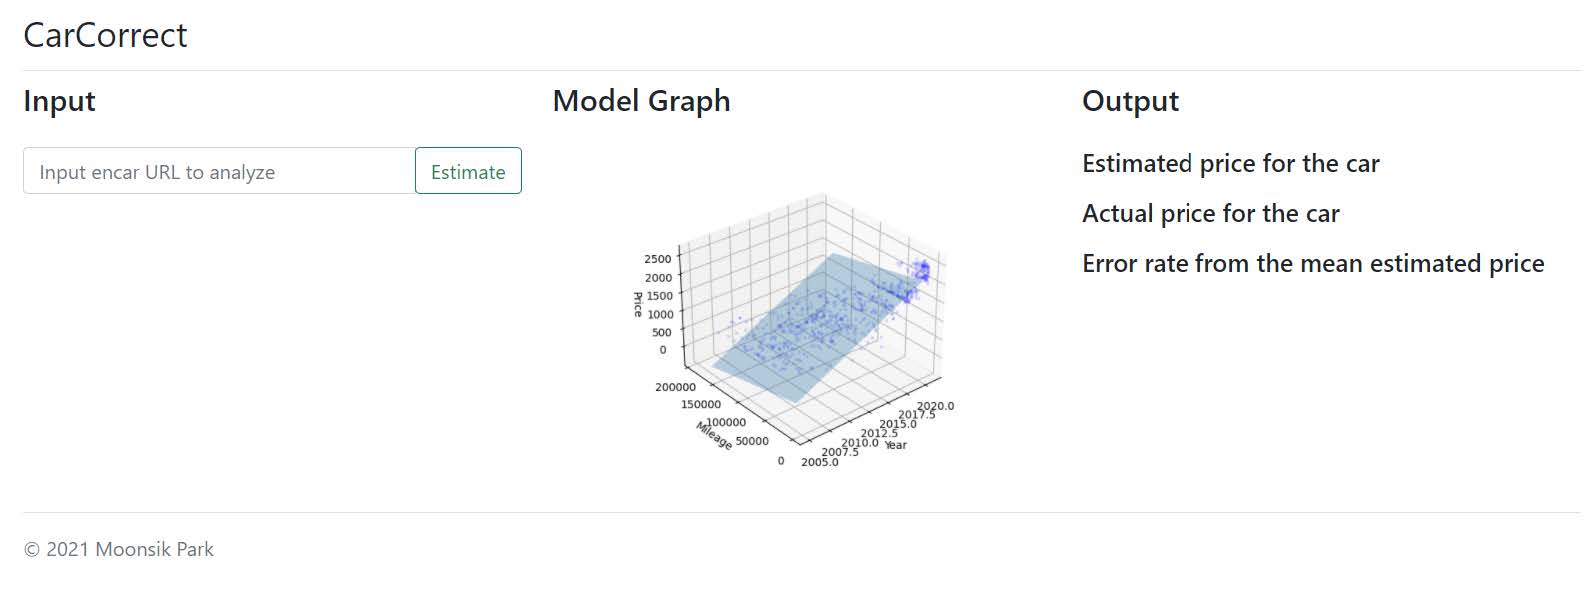 CarCorrect
Input
Input encar URL to analyze
Estimate
Model Graph
2500
2000
1500
1000
500
0
Price
200000
150000
100000
50000
0
Mileage
2020.0
2017.5
2015.0
2012.5
2010.0
2007.5
2005.0
Year
Output
Estimated price for the car
Actual price for the car
Error rate from the mean estimated price
© 2021 Moonsik Park